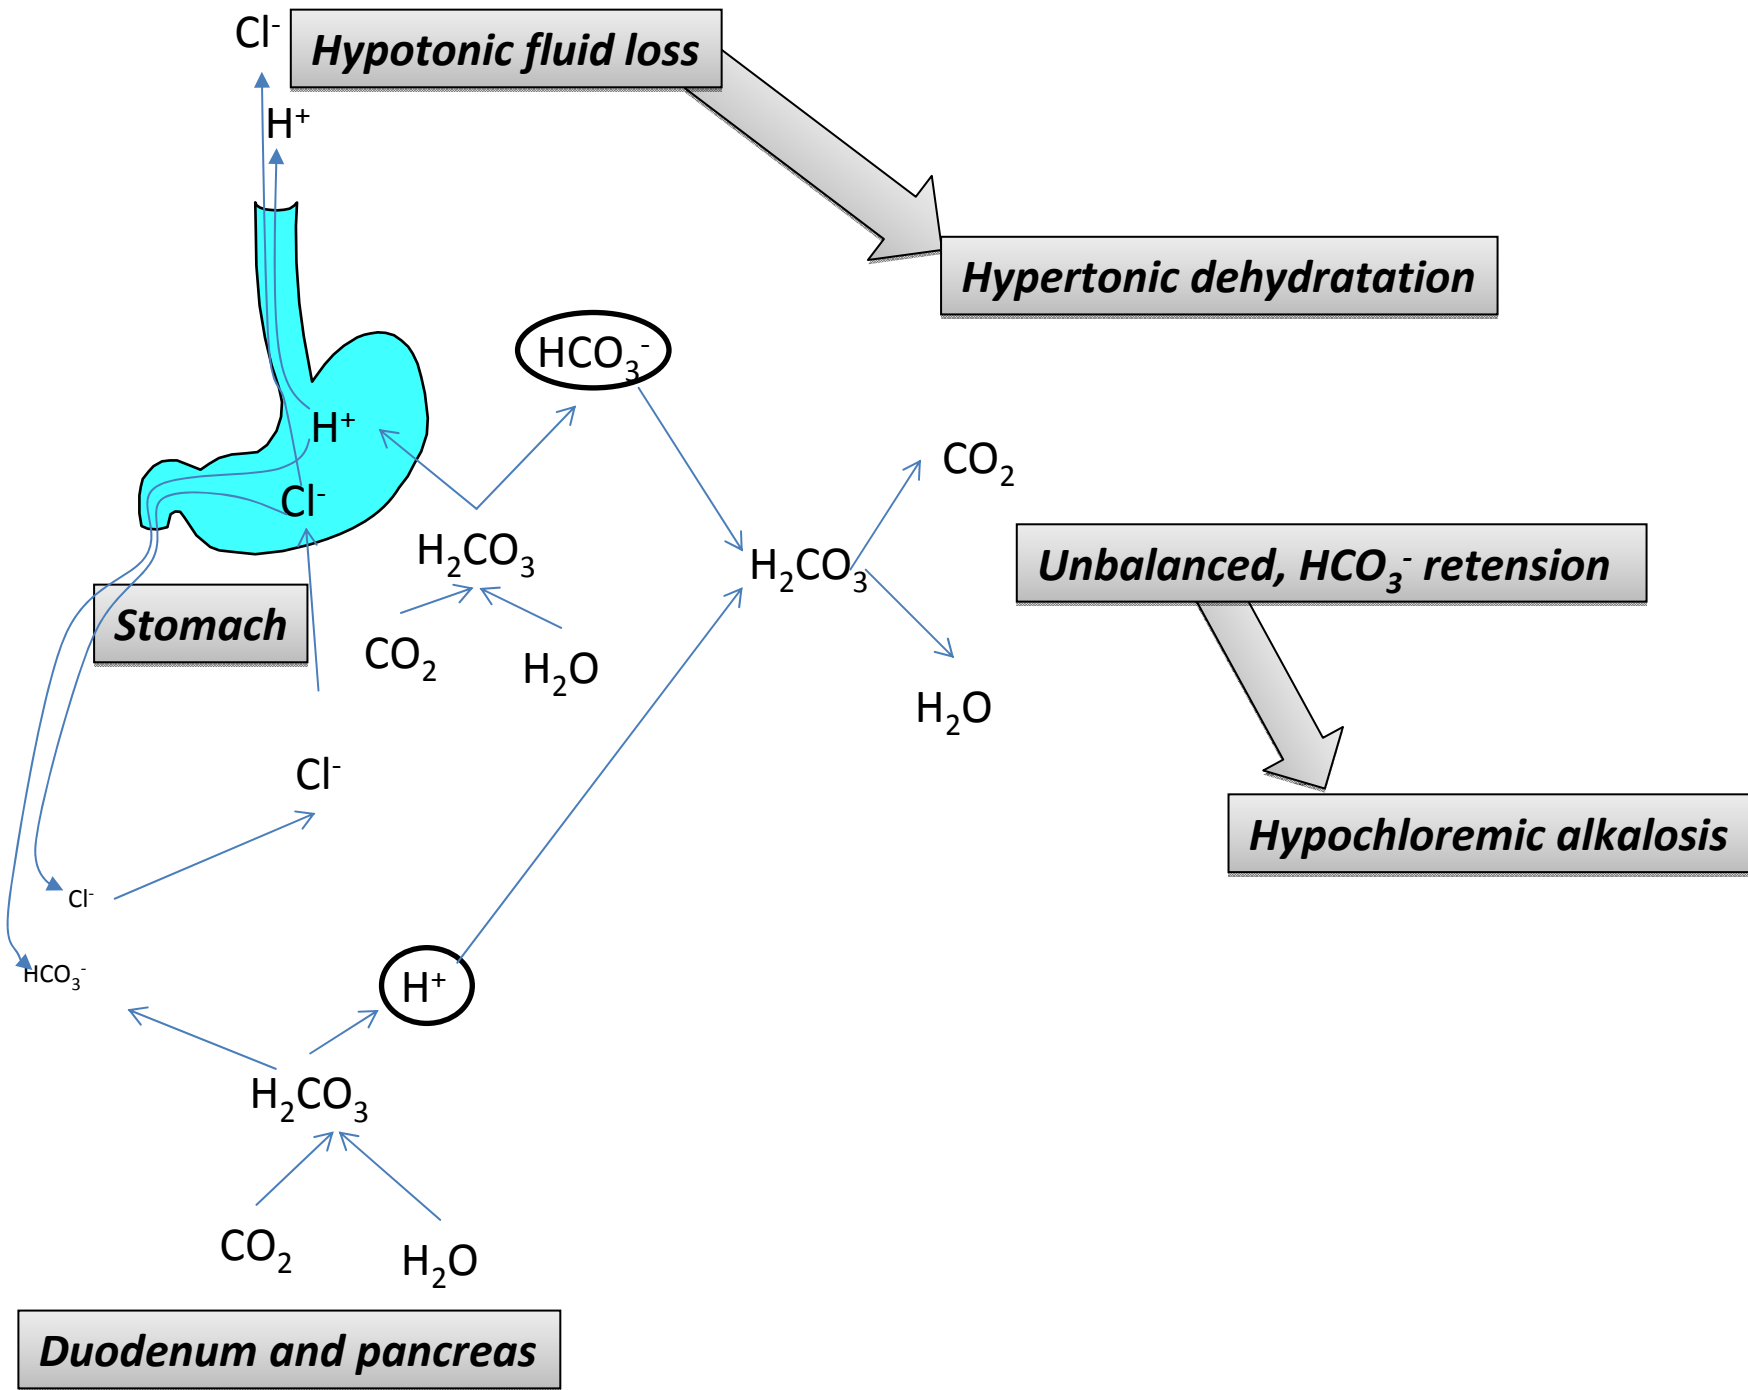 Cl⁻
Hypotonic fluid loss
H⁺
Hypertonic dehydratation
HCO₃⁻
H⁺
CO₂
Cl⁻
H₂CO₃
H₂CO₃
Unbalanced, HCO₃⁻ retension
Stomach
CO₂
H₂O
H₂O
Cl⁻
Hypochloremic alkalosis
Cl⁻
HCO₃⁻
H⁺
H₂CO₃
CO₂
H₂O
Duodenum and pancreas